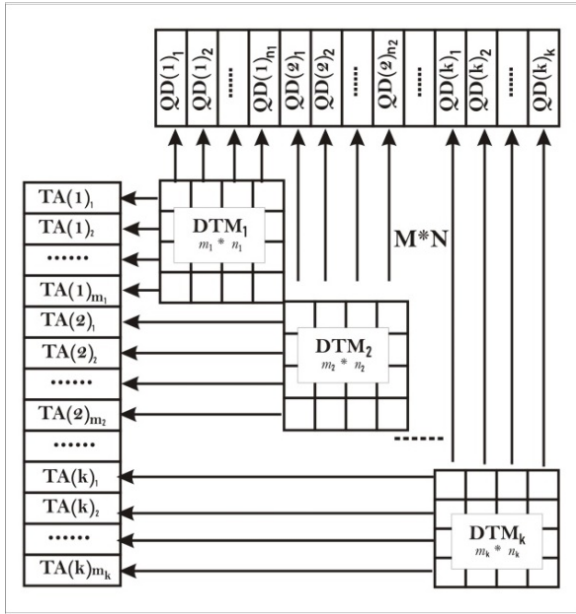 QD(1)₁
QD(1)₂
......
QD(1)n₁
QD(2)₁
QD(2)₂
......
QD(2)n₂
QD(k)₁
QD(k)₂
......
QD(k)k
TA(1)₁
TA(1)₂
......
TA(1)m₁
TA(2)₁
TA(2)₂
......
TA(2)m₂
......
TA(k)₁
TA(k)₂
......
TA(k)mₖ
DTM₁
m₁ * n₁
M*N
DTM₂
m₂ * n₂
DTMₖ
mₖ * nₖ